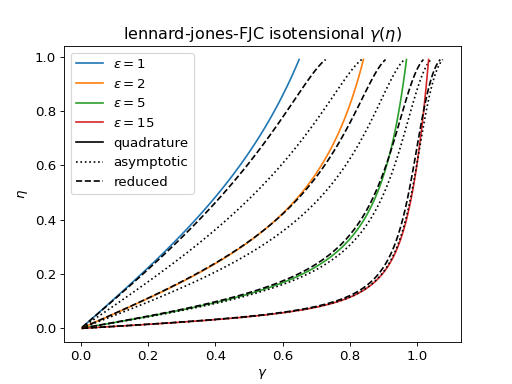 lennard-jones-FJC isotensional γ(η)
1.0
0.8
0.6
0.4
0.2
0.0
η
ε = 1
ε = 2
ε = 5
ε = 15
quadrature
asymptotic
reduced
0.0 0.2 0.4 0.6 0.8 1.0
γ